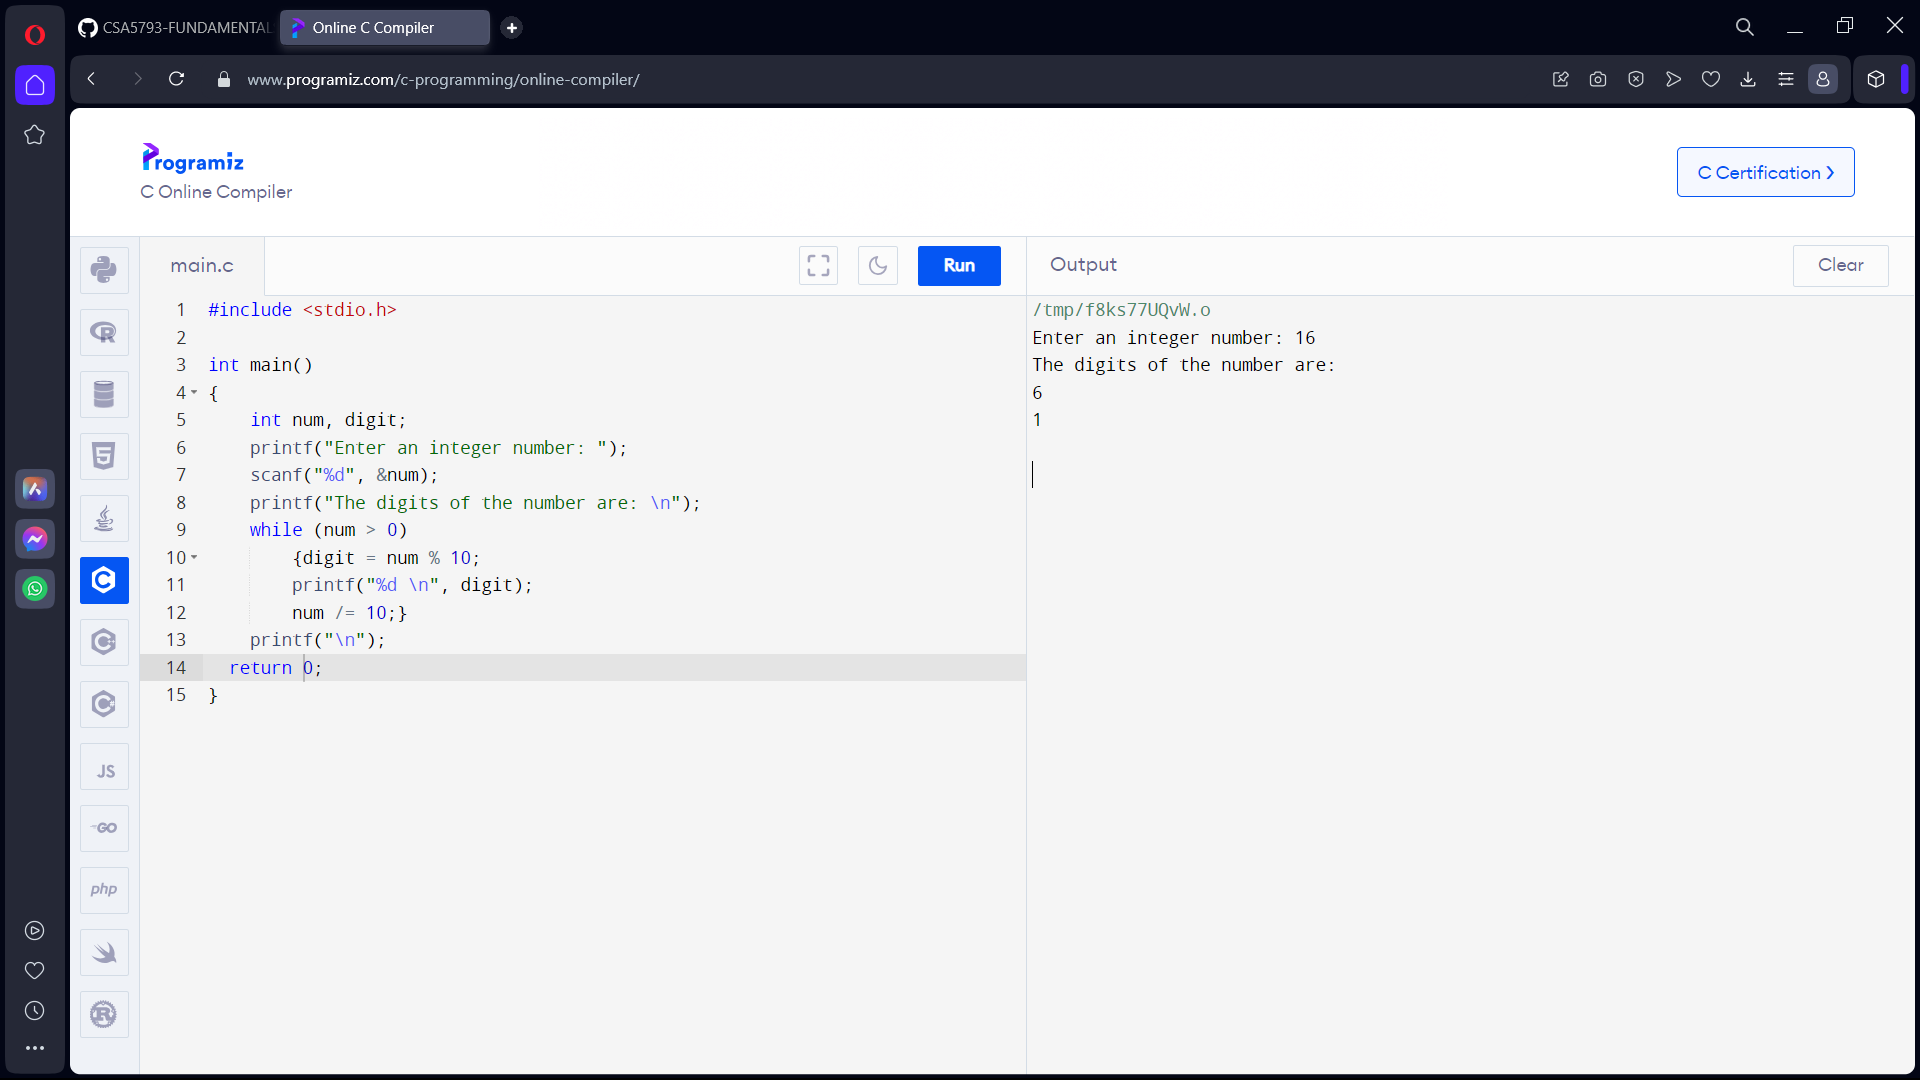 CSA5793-FUNDAMENTAL
Online C Compiler
www.programiz.com/c-programming/online-compiler/
Programiz
C Online Compiler
C Certification
main.c
Run
Output
Clear
1 #include <stdio.h>
2
3 int main()
4 {
5     int num, digit;
6     printf("Enter an integer number: ");
7     scanf("%d", &num);
8     printf("The digits of the number are: \n");
9     while (num > 0)
10         {digit = num % 10;
11         printf("%d \n", digit);
12         num /= 10;}
13     printf("\n");
14   return 0;
15 }
/tmp/f8ks77UQvW.o
Enter an integer number: 16
The digits of the number are:
6
1
R
5
C
C
C
JS
GO
php
R